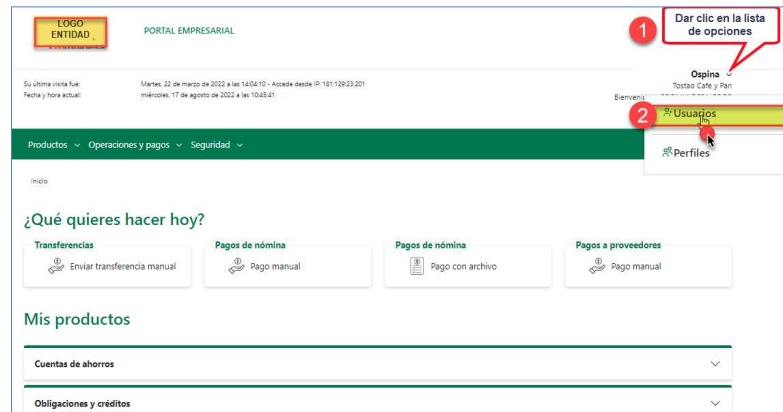 LOGO
ENTIDAD
PORTAL EMPRESARIAL
1
Dar clic en la lista
de opciones
Ospina
Tostao Cafe y Pan
Su última visita fue:
Martes, 22 de marzo de 2022 a las 14:04:10 - Accede desde IP: 181:129:23:201
Fecha y hora actual:
miércoles, 17 de agosto de 2022 a las 10:45:41
2
Usuarios
Productos
Operaciones y pagos
Seguridad
Perfiles
Inicio
¿Qué quieres hacer hoy?
Transferencias
Enviar transferencia manual
Pagos de nómina
Pago manual
Pagos de nómina
Pago con archivo
Pagos a proveedores
Pago manual
Mis productos
Cuentas de ahorros
Obligaciones y créditos